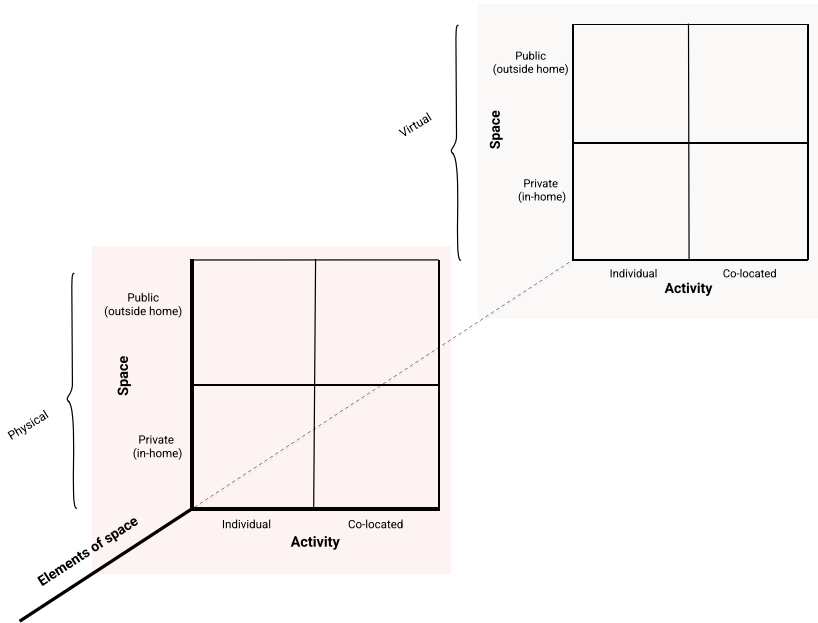 Virtual
Space
Public
(outside home)
Private
(in-home)
Individual
Co-located
Activity
Physical
Space
Public
(outside home)
Private
(in-home)
Individual
Co-located
Activity
Elements of space